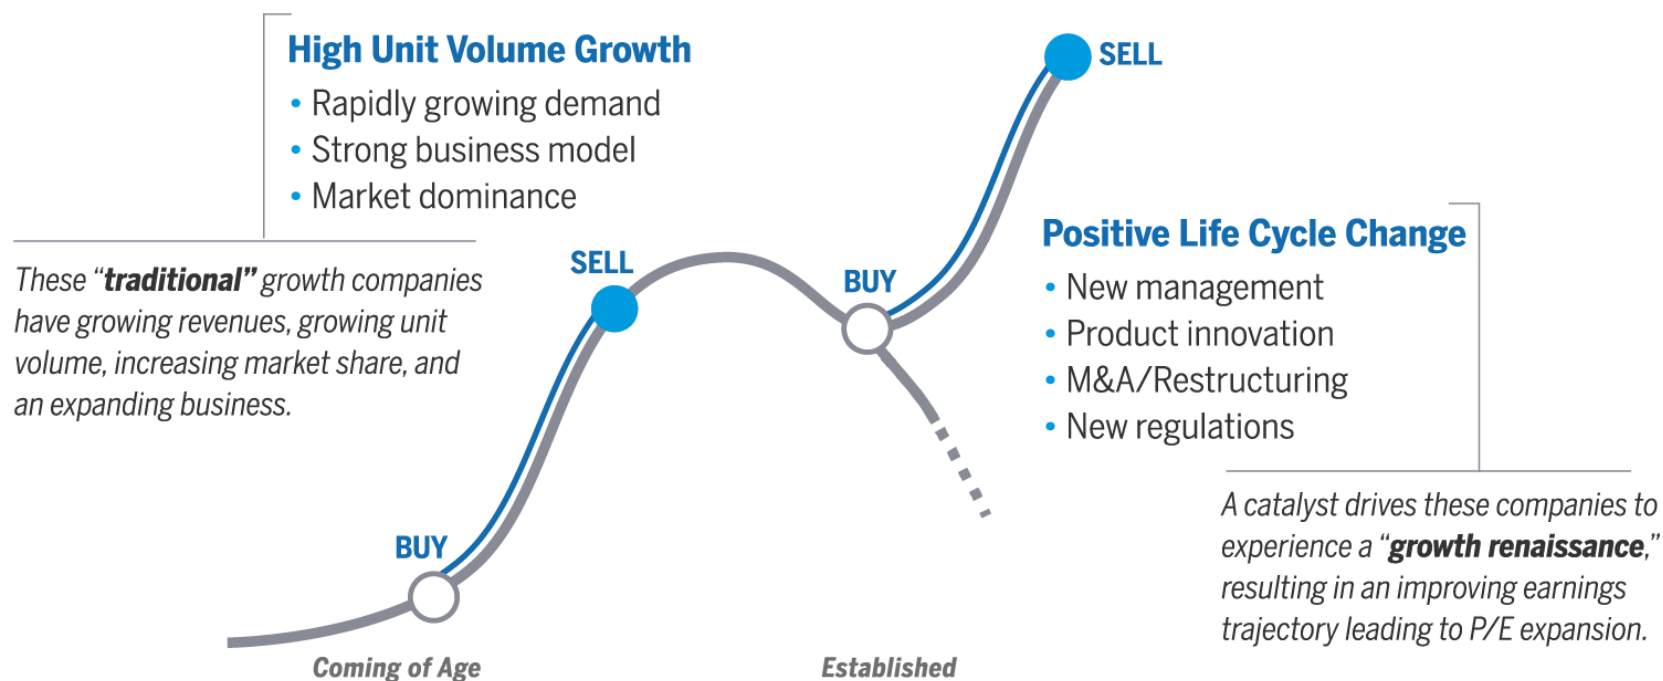 High Unit Volume Growth
• Rapidly growing demand
• Strong business model
• Market dominance
These “traditional” growth companies
have growing revenues, growing unit
volume, increasing market share, and
an expanding business.
SELL
BUY
Coming of Age
BUY
Established
SELL
Positive Life Cycle Change
• New management
• Product innovation
• M&A/Restructuring
• New regulations
A catalyst drives these companies to
experience a “growth renaissance,”
resulting in an improving earnings
trajectory leading to P/E expansion.